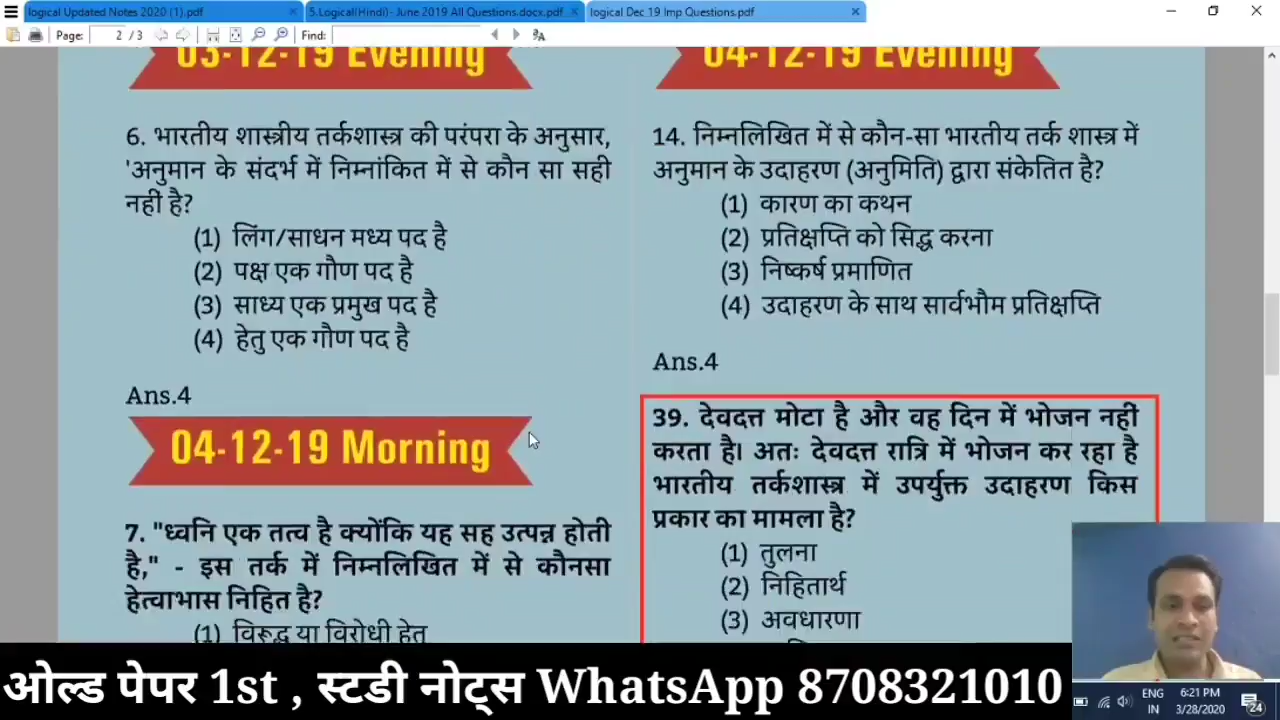 logical Updated Notes 2020 (1).pdf
5.Logical(Hindi)- June 2019 All Questions.docx.pdf
logical Dec 19 Imp Questions.pdf
Page: 2 / 3 Find:
03-12-19 Evening
6. भारतीय शास्त्रीय तर्कशास्त्र की परंपरा के अनुसार,
'अनुमान के संदर्भ में निम्नांकित में से कौन सा सही
नहीं है?
(1) लिंग/साधन मध्य पद है
(2) पक्ष एक गौण पद है
(3) साध्य एक प्रमुख पद है
(4) हेतु एक गौण पद है
Ans.4
04-12-19 Morning
7. "ध्वनि एक तत्व है क्योंकि यह सह उत्पन्न होती
है," - इस तर्क में निम्नलिखित में से कौनसा
हेत्वाभास निहित है?
(1) विरूद्ध या विरोधी हेतु
04-12-19 Evening
14. निम्नलिखित में से कौन-सा भारतीय तर्क शास्त्र में
अनुमान के उदाहरण (अनुमिति) द्वारा संकेतित है?
(1) कारण का कथन
(2) प्रतिक्षप्ति को सिद्ध करना
(3) निष्कर्ष प्रमाणित
(4) उदाहरण के साथ सार्वभौम प्रतिक्षप्ति
Ans.4
39. देवदत्त मोटा है और वह दिन में भोजन नहीं
करता है। अतः देवदत्त रात्रि में भोजन कर रहा है
भारतीय तर्कशास्त्र में उपर्युक्त उदाहरण किस
प्रकार का मामला है?
(1) तुलना
(2) निहितार्थ
(3) अवधारणा
ओल्ड पेपर 1st , स्टडी नोट्स WhatsApp 8708321010
ENG
IN
6:21 PM
3/28/2020
24